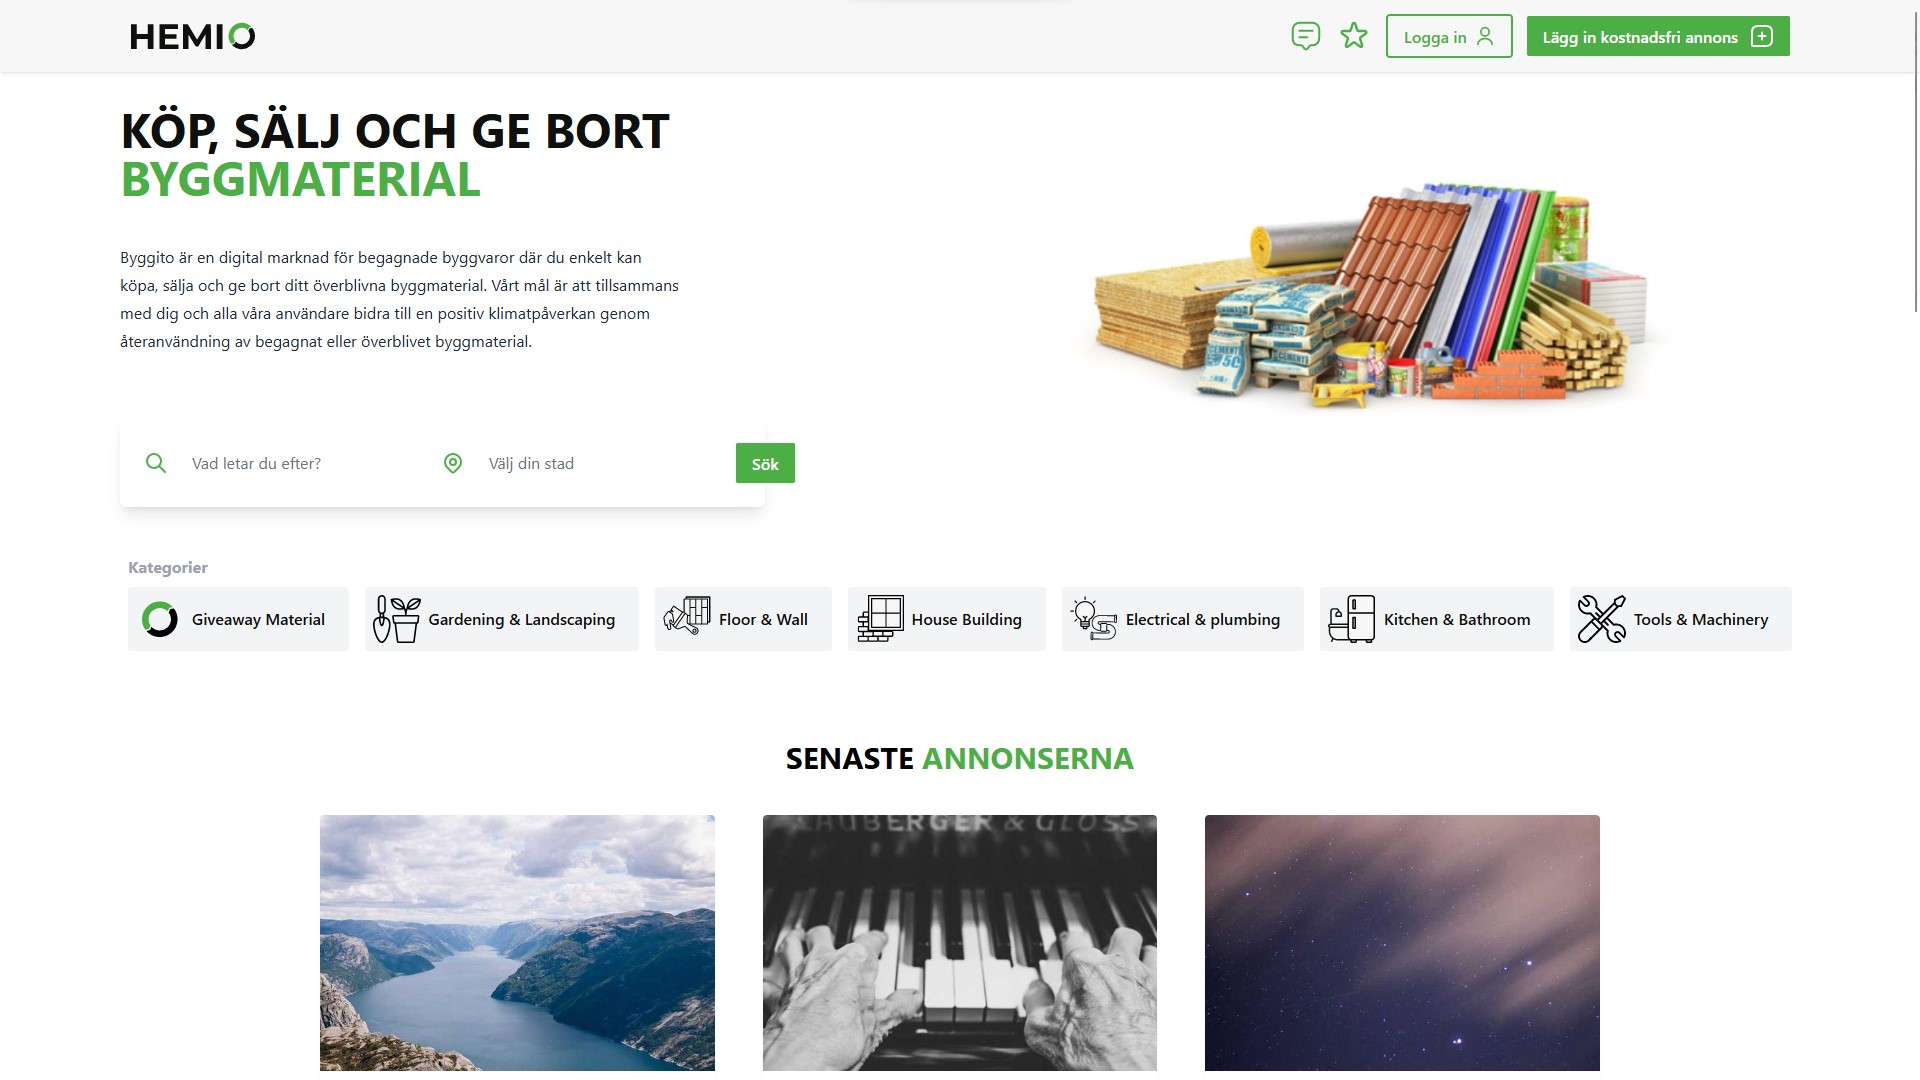 HEMIO
Logga in
Lägg in kostnadsfri annons
KÖP, SÄLJ OCH GE BORT
BYGGMATERIAL
Byggito är en digital marknad för begagnade byggvaror där du enkelt kan
köpa, sälja och ge bort ditt överblivna byggmaterial. Vårt mål är att tillsammans
med dig och alla våra användare bidra till en positiv klimatpåverkan genom
återanvändning av begagnat eller överblivet byggmaterial.
Vad letar du efter?
Välj din stad
Sök
Kategorier
Giveaway Material
Gardening & Landscaping
Floor & Wall
House Building
Electrical & plumbing
Kitchen & Bathroom
Tools & Machinery
SENASTE ANNONSERNA
& GLOSS